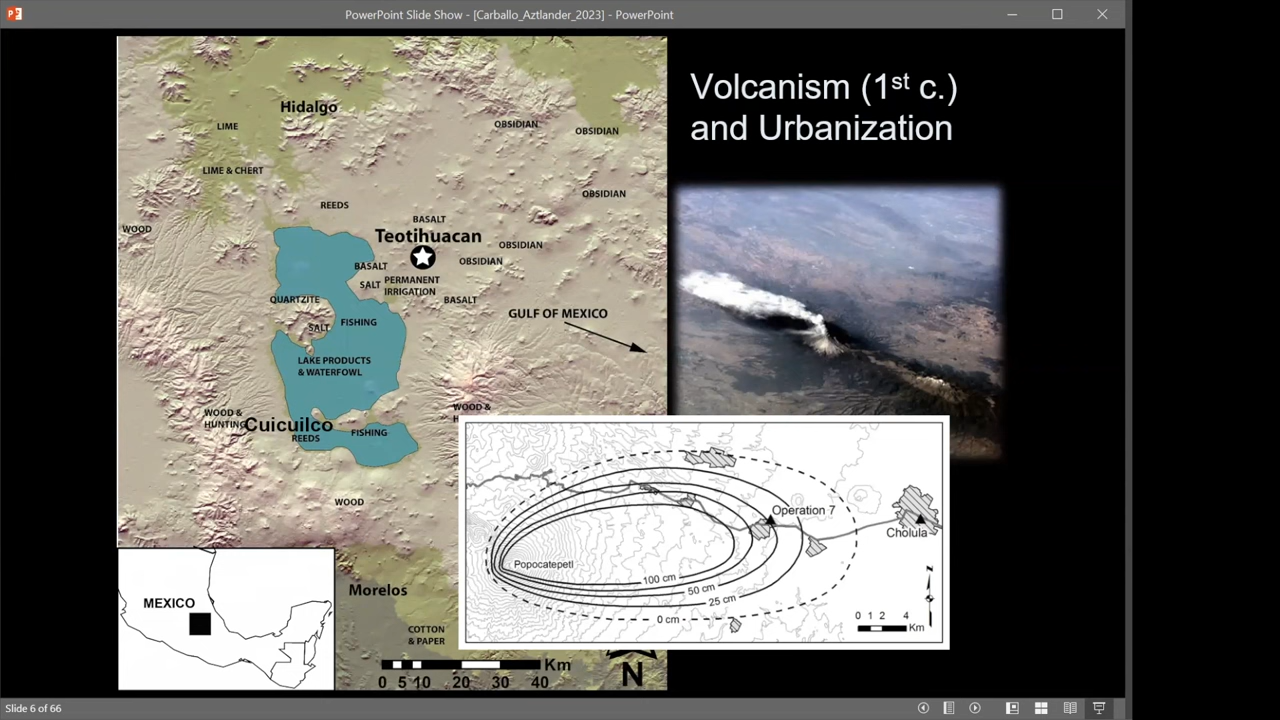 PowerPoint Slide Show - [Carballo_Aztlander_2023] - PowerPoint
Volcanism (1st c.)
and Urbanization
Hidalgo
LIME
OBSIDIAN
OBSIDIAN
LIME & CHERT
OBSIDIAN
REEDS
BASALT
WOOD
Teotihuacan
OBSIDIAN
BASALT
OBSIDIAN
SALT
PERMANENT
IRRIGATION
QUARTZITE
BASALT
GULF OF MEXICO
FISHING
SALT
LAKE PRODUCTS
& WATERFOWL
WOOD &
HUNTING
WOOD &
Cuicuilco
REEDS
FISHING
WOOD
Operation 7
Cholula
Popocatepetl
100 cm
50 cm
25 cm
0 cm
N
0 1 2 4
Km
MEXICO
Morelos
COTTON
& PAPER
Km
0 5 10 20 30 40
N
Slide 6 of 66